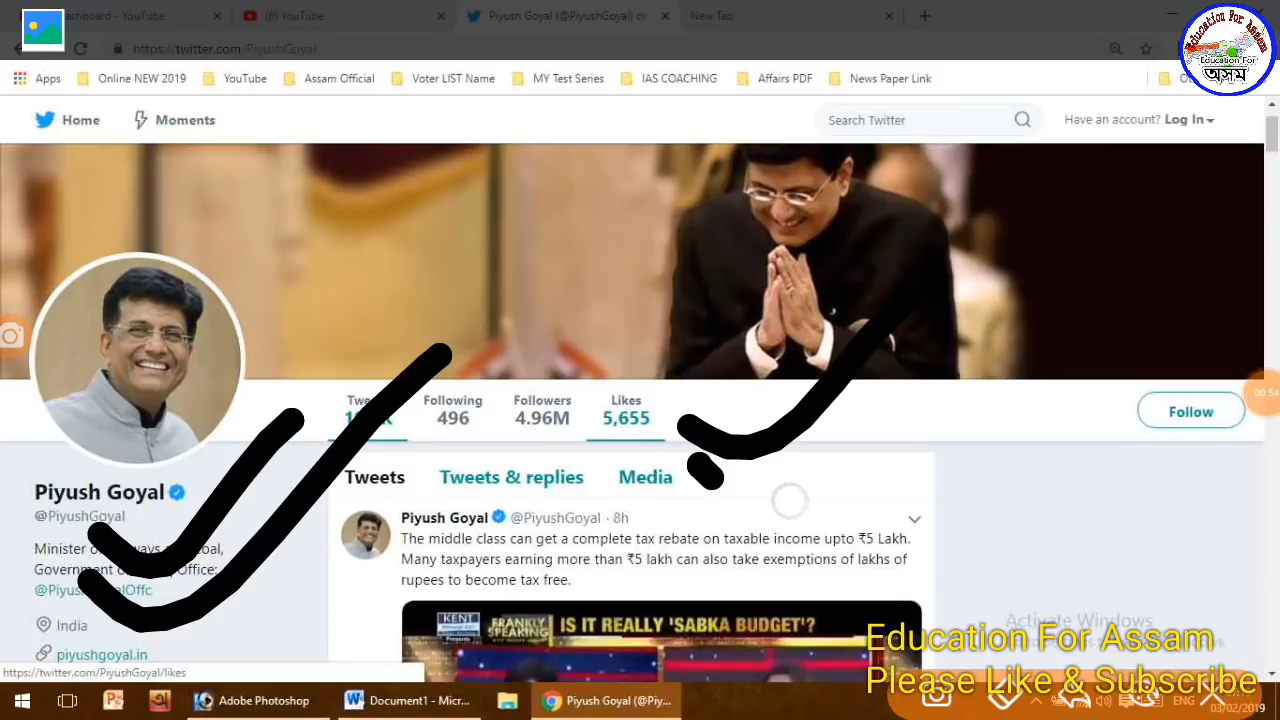 Dashboard - YouTube
(6) YouTube
Piyush Goyal (@PiyushGoyal) on
New Tab
https://twitter.com/PiyushGoyal
Apps
Online NEW 2019
YouTube
Assam Official
Voter LIST Name
MY Test Series
IAS COACHING
Affairs PDF
News Paper Link
Education For Assam
Education For
অসম
Home
Moments
Search Twitter
Have an account? Log In
Following
Followers
Likes
496
4.96M
5,655
Follow
00:54
Tweets
Tweets & replies
Media
Piyush Goyal
@PiyushGoyal
Minister
coal,
Government
Office:
India
piyushgoyal.in
https://twitter.com/PiyushGoyal/likes
Piyush Goyal @PiyushGoyal · 8h
The middle class can get a complete tax rebate on taxable income upto ₹5 Lakh.
Many taxpayers earning more than ₹5 lakh can also take exemptions of lakhs of
rupees to become tax free.
KENT
Presents
FRANKLY
SPEAKING
IS IT REALLY 'SABKA BUDGET'?
Activate Windows
Education For Assam
Please Like & Subscribe
Adobe Photoshop
Document1 - Micr...
Piyush Goyal (@Piy...
ENG
03/02/2019